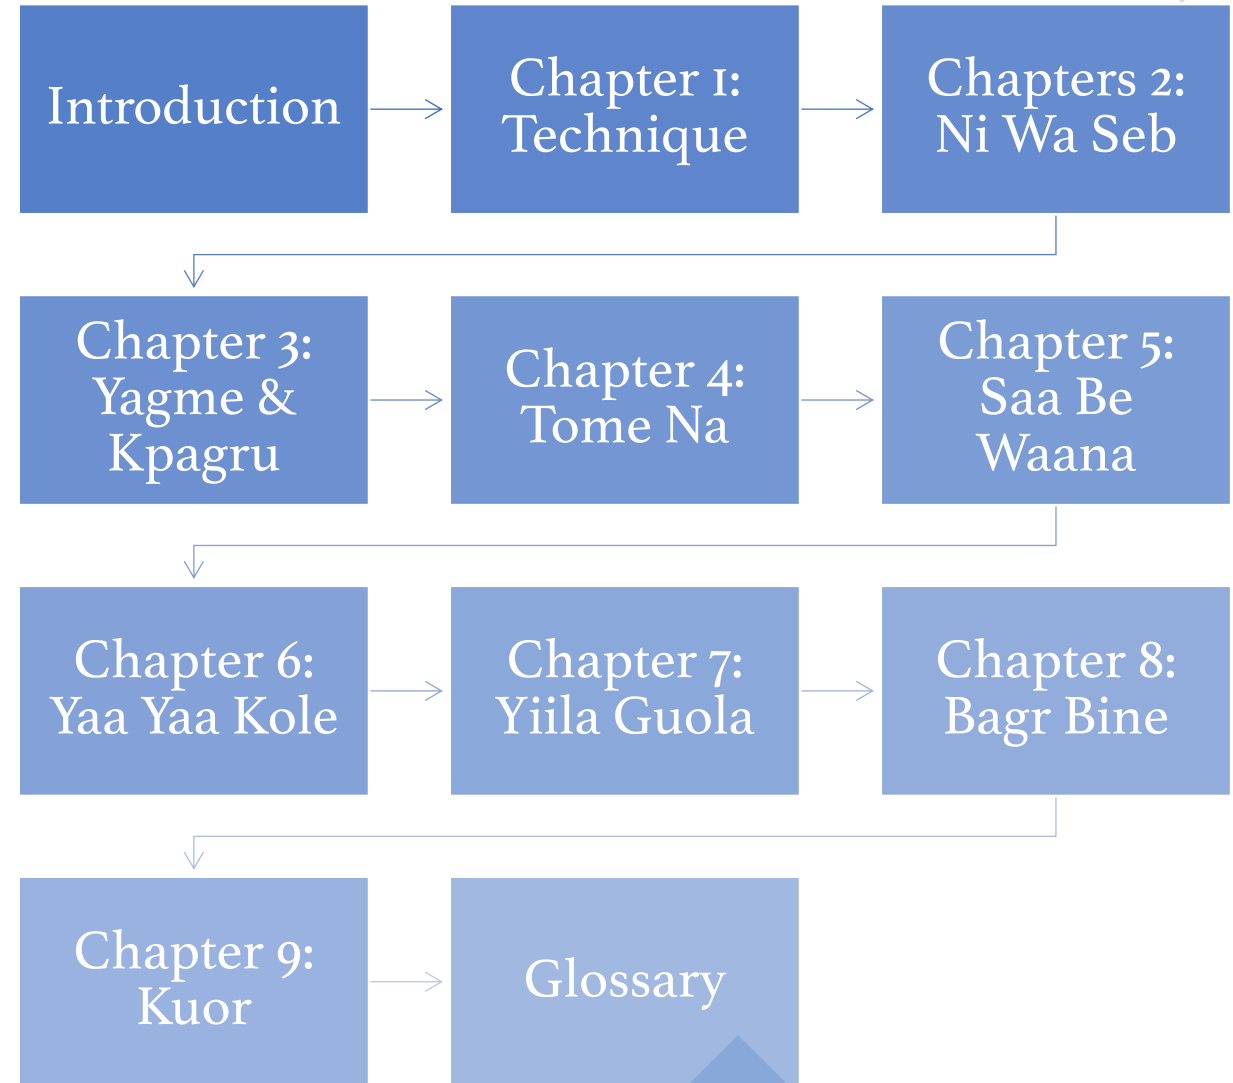 Introduction
Chapter 1:
Technique
Chapters 2:
Ni Wa Seb
Chapter 3:
Yagme &
Kpagru
Chapter 4:
Tome Na
Chapter 5:
Saa Be
Waana
Chapter 6:
Yaa Yaa Kole
Chapter 7:
Yiila Guola
Chapter 8:
Bagr Bine
Chapter 9:
Kuor
Glossary